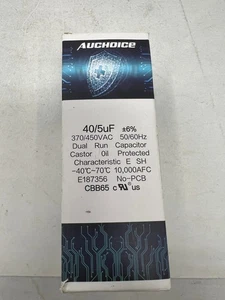 AUCHOICE
40/5uF ±6%
370/450VAC 50/60Hz
Dual Run Capacitor
Castor Oil Protected
Characteristic E SH
-40℃~70℃ 10,000AFC
E187356 No-PCB
CBB65 c us